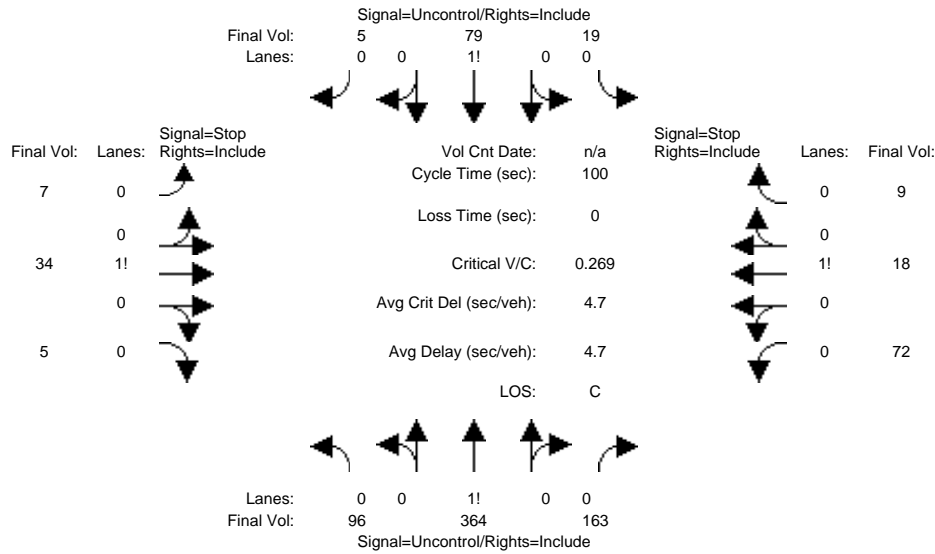 Signal=Uncontrol/Rights=Include
Final Vol: 5 79 19
Lanes: 0 0 1! 0 0
Signal=Stop
Final Vol: Lanes: Rights=Include
Vol Cnt Date: n/a
Signal=Stop
Rights=Include Lanes: Final Vol:
Cycle Time (sec): 100
7 0
0 9
Loss Time (sec): 0
0
0
34 1!
Critical V/C: 0.269
1! 18
0
Avg Crit Del (sec/veh): 4.7
0
5 0
Avg Delay (sec/veh): 4.7
0 72
LOS: C
Lanes: 0 0 1! 0 0
Final Vol: 96 364 163
Signal=Uncontrol/Rights=Include